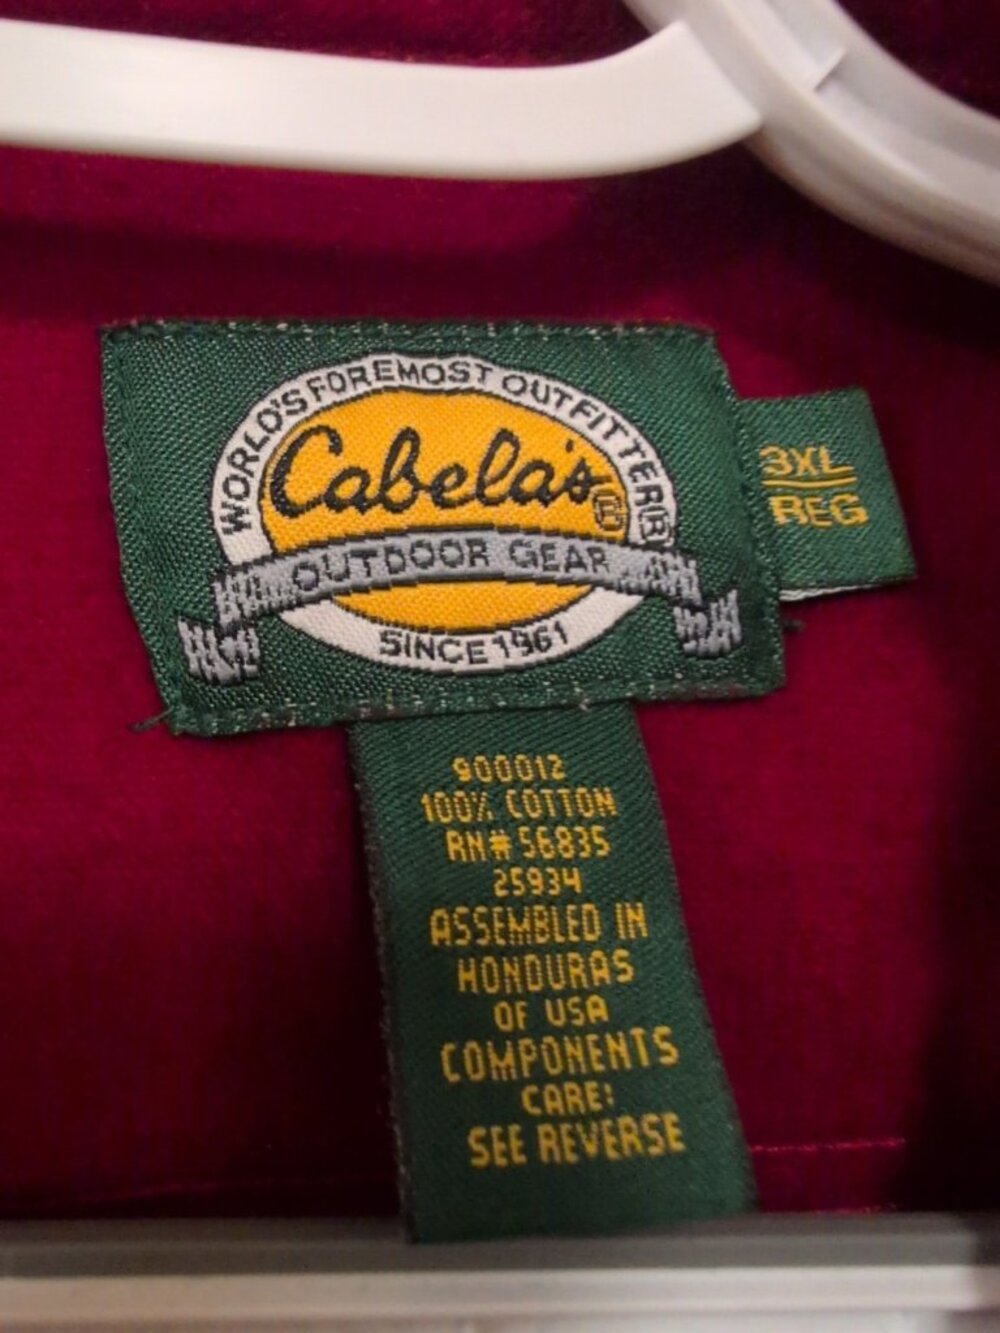 WORLD'S FOREMOST OUTFITTER®
Cabela's®
OUTDOOR GEAR
SINCE 1961
3XL
REG
900012
100% COTTON
RN# 56835
25934
ASSEMBLED IN
HONDURAS
OF USA
COMPONENTS
CARE:
SEE REVERSE